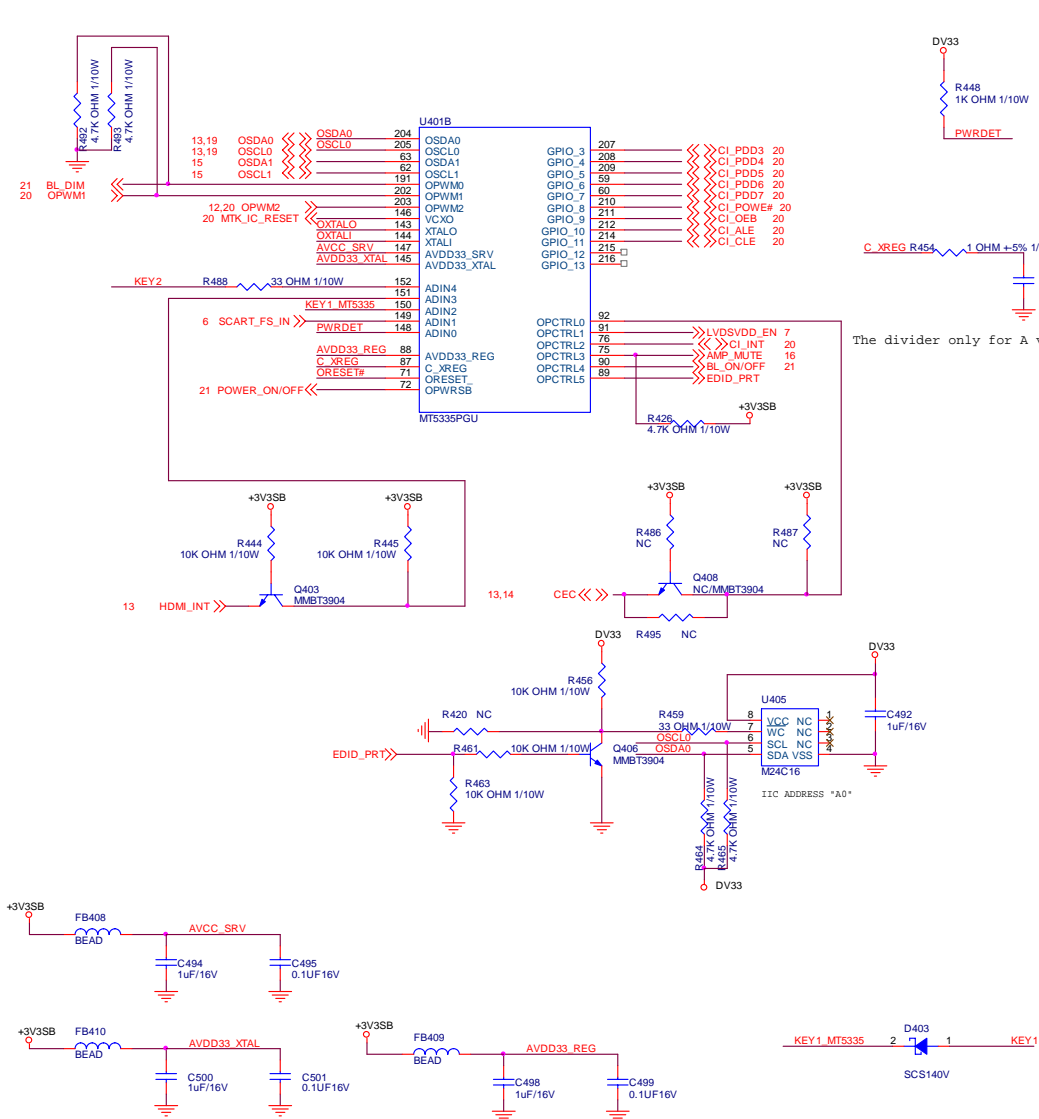 DV33
R448
1K OHM 1/10W
PWRDET
R492
4.7K OHM 1/10W
R493
4.7K OHM 1/10W
U401B
13,19 OSDA0 OSDA0 204 OSDA0
13,19 OSCL0 OSCL0 205 OSCL0
15 OSDA1 63 OSDA1
15 OSCL1 62 OSCL1
21 BL_DIM 191 OPWM0
20 OPWM1 202 OPWM1
12,20 OPWM2 203 OPWM2
20 MTK_IC_RESET 146 VCXO
OXTALO 143 XTALO
OXTALI 144 XTALI
AVCC_SRV 147 AVDD33_SRV
AVDD33_XTAL 145 AVDD33_XTAL
KEY2 R488 33 OHM 1/10W 152 ADIN4
151 ADIN3
KEY1_MT5335 150 ADIN2
6 SCART_FS_IN 149 ADIN1
PWRDET 148 ADIN0
AVDD33_REG 88 AVDD33_REG
C_XREG 87 C_XREG
ORESET# 71 ORESET_
21 POWER_ON/OFF 72 OPWRSB
GPIO_3 207 CI_PDD3 20
GPIO_4 208 CI_PDD4 20
GPIO_5 209 CI_PDD5 20
GPIO_6 59 CI_PDD6 20
GPIO_7 60 CI_PDD7 20
GPIO_8 210 CI_POWE# 20
GPIO_9 211 CI_OEB 20
GPIO_10 212 CI_ALE 20
GPIO_11 214 CI_CLE 20
GPIO_12 215
GPIO_13 216
OPCTRL0 92
OPCTRL1 91 LVDSVDD_EN 7
OPCTRL2 76 CI_INT 20
OPCTRL3 75 AMP_MUTE 16
OPCTRL4 90 BL_ON/OFF 21
OPCTRL5 89 EDID_PRT
MT5335PGU
C_XREG R454 1 OHM +-5% 1/
The divider only for A
+3V3SB
R426
4.7K OHM 1/10W
+3V3SB
R444
10K OHM 1/10W
+3V3SB
R445
10K OHM 1/10W
Q403
MMBT3904
13 HDMI_INT
+3V3SB
R486
NC
+3V3SB
R487
NC
Q408
NC/MMBT3904
13,14 CEC
R495 NC
DV33
R456
10K OHM 1/10W
R420 NC
R459
33 OHM 1/10W
OSCL0
OSDA0
EDID_PRT
R461 10K OHM 1/10W
Q406
MMBT3904
R463
10K OHM 1/10W
DV33
U405
8 VCC NC 1
7 WC NC 2
6 SCL NC 3
5 SDA VSS 4
M24C16
C492
1uF/16V
IIC ADDRESS "A0"
R464
4.7K OHM 1/10W
R465
4.7K OHM 1/10W
DV33
+3V3SB
FB408
BEAD
AVCC_SRV
C494
1uF/16V
C495
0.1UF16V
+3V3SB
FB410
BEAD
AVDD33_XTAL
C500
1uF/16V
C501
0.1UF16V
+3V3SB
FB409
BEAD
AVDD33_REG
C498
1uF/16V
C499
0.1UF16V
KEY1_MT5335 2 D403 1 KEY1
SCS140V